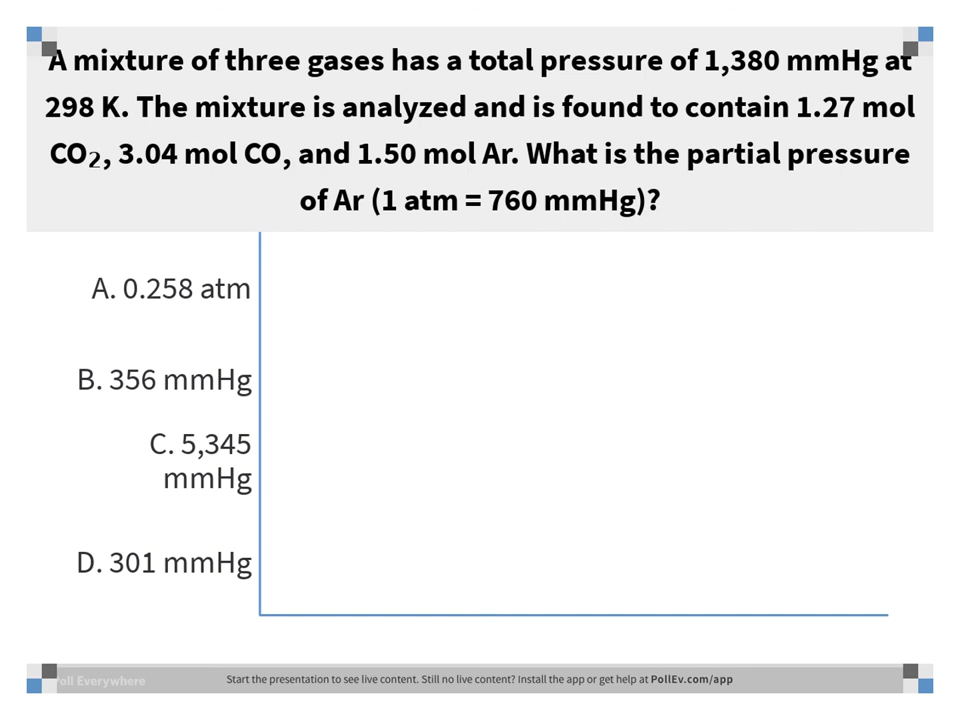 A mixture of three gases has a total pressure of 1,380 mmHg at
298 K. The mixture is analyzed and is found to contain 1.27 mol
CO₂, 3.04 mol CO, and 1.50 mol Ar. What is the partial pressure
of Ar (1 atm = 760 mmHg)?
A. 0.258 atm
B. 356 mmHg
C. 5,345
mmHg
D. 301 mmHg
Poll Everywhere
Start the presentation to see live content. Still no live content? Install the app or get help at PollEv.com/app